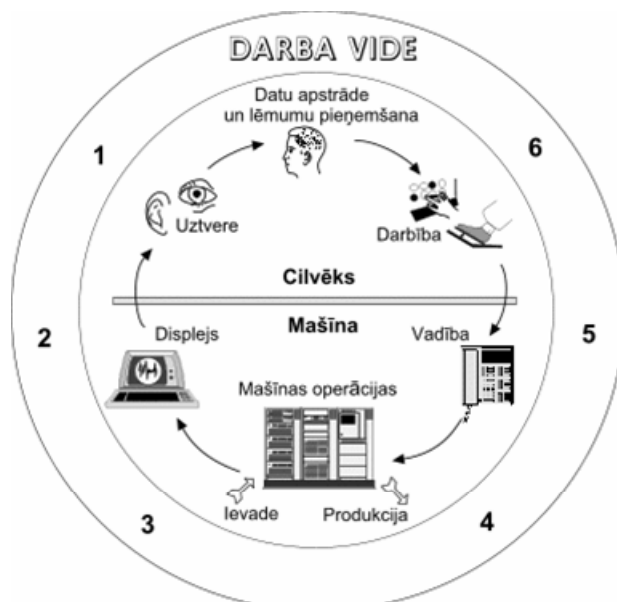 DARBA VIDE
Datu apstrāde
un lēmumu pieņemšana
1
6
Uztvere
Darbība
Cilvēks
Mašīna
2
Displejs
Vadība
5
Mašīnas operācijas
Ievade
Produkcija
3
4